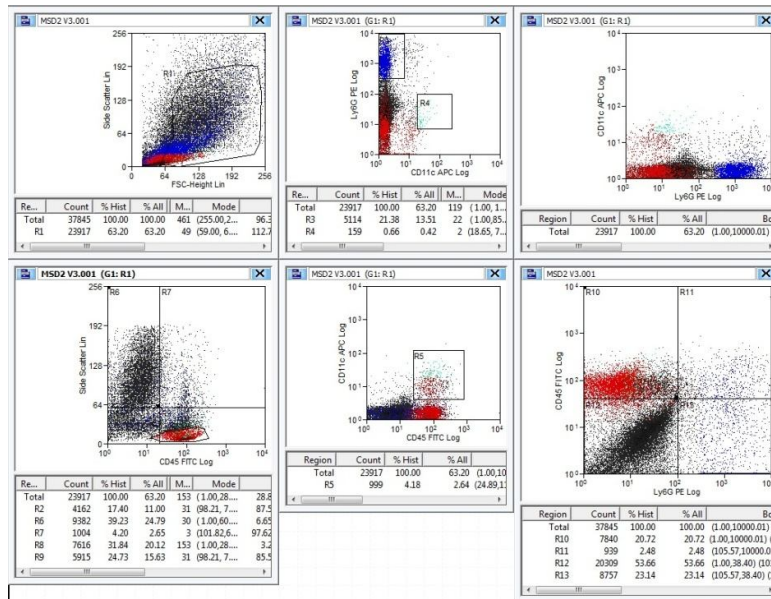 MSD2 V3.001
256
192
128
64
0
Side Scatter Lin
R1
0 64 128 192 256
FSC-Height Lin
Re... Count % Hist % All M... Mode
Total 37845 100.00 100.00 461 (255.00,2.... 96.3
R1 23917 63.20 63.20 49 (59.00, 6.... 112.7
MSD2 V3.001 (G1: R1)
Ly6G PE Log
R4
CD11c APC Log
Re... Count % Hist % All M... Mode
Total 23917 100.00 63.20 119 (1.00, 1....
R3 5114 21.38 13.51 22 (1.00,85....
R4 159 0.66 0.42 2 (18.65, 7....
MSD2 V3.001 (G1: R1)
CD11c APC Log
Ly6G PE Log
Region Count % Hist % All Bo
Total 23917 100.00 63.20 (1.00,10000.01)
MSD2 V3.001 (G1: R1)
256
192
128
64
0
Side Scatter Lin
R6 R7
CD45 FITC Log
Re... Count % Hist % All M... Mode
Total 23917 100.00 63.20 153 (1.00,28.... 28.8
R2 4162 17.40 11.00 31 (98.21, 7.... 87.5
R6 9382 39.23 24.79 30 (1.00,60.... 6.65
R7 1004 4.20 2.65 3 (101.82,6... 97.62
R8 7616 31.84 20.12 153 (1.00,28.... 3.2
R9 5915 24.73 15.63 31 (98.21, 7.... 85.5
MSD2 V3.001 (G1: R1)
CD11c APC Log
R5
CD45 FITC Log
Region Count % Hist % All
Total 23917 100.00 63.20 (1.00,10
R5 999 4.18 2.64 (24.89,1
MSD2 V3.001
CD45 FITC Log
R10 R11
Ly6G PE Log
Region Count % Hist % All Bo
Total 37845 100.00 100.00 (1.00,10000.01)
R10 7840 20.72 20.72 (1.00,10000.01)
R11 939 2.48 2.48 (105.57,10000.01)
R12 20309 53.66 53.66 (1.00,38.40) (10
R13 8757 23.14 23.14 (105.57,38.40)